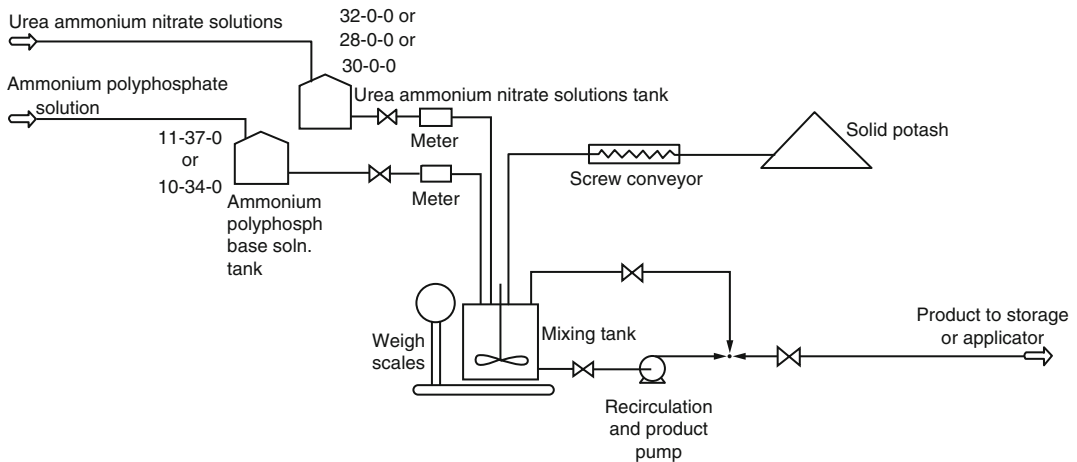 Urea ammonium nitrate solutions
32-0-0 or
28-0-0 or
30-0-0
Ammonium polyphosphate
solution
Urea ammonium nitrate solutions tank
11-37-0
or
10-34-0
Meter
Meter
Ammonium
polyphosph
base soln.
tank
Screw conveyor
Solid potash
Weigh
scales
Mixing tank
Product to storage
or applicator
Recirculation
and product
pump